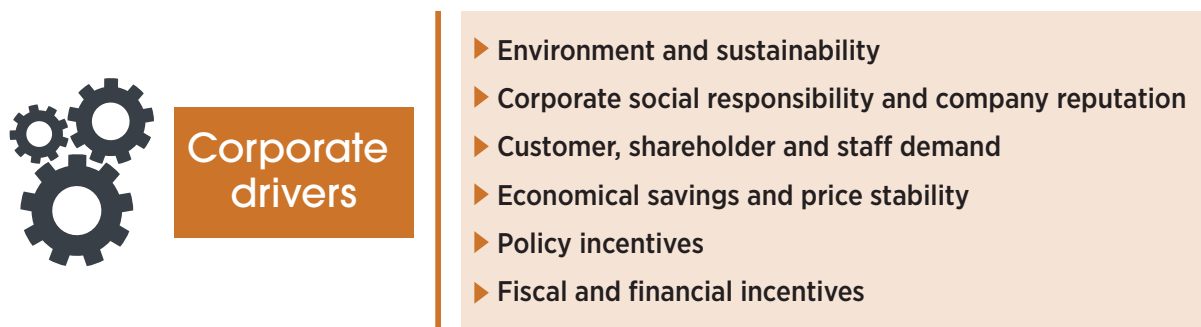 Corporate
drivers
Environment and sustainability
Corporate social responsibility and company reputation
Customer, shareholder and staff demand
Economical savings and price stability
Policy incentives
Fiscal and financial incentives